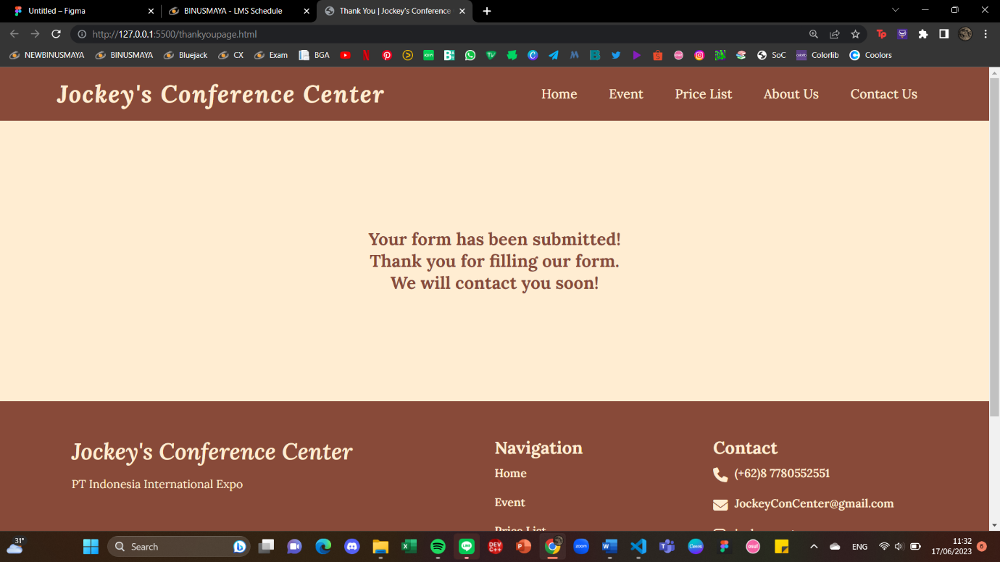 Untitled – Figma
BINUSMAYA - LMS Schedule
Thank You | Jockey's Conference
http://127.0.0.1:5500/thankyoupage.html
NEWBINUSMAYA BINUSMAYA Bluejack CX Exam BGA SoC Colorlib Coolors
Jockey's Conference Center
Home Event Price List About Us Contact Us
Your form has been submitted!
Thank you for filling our form.
We will contact you soon!
Jockey's Conference Center
PT Indonesia International Expo
Navigation
Home
Event
Price List
Contact
(+62)8 7780552551
JockeyConCenter@gmail.com
31°
Search
ENG
11:32
17/06/2023
6